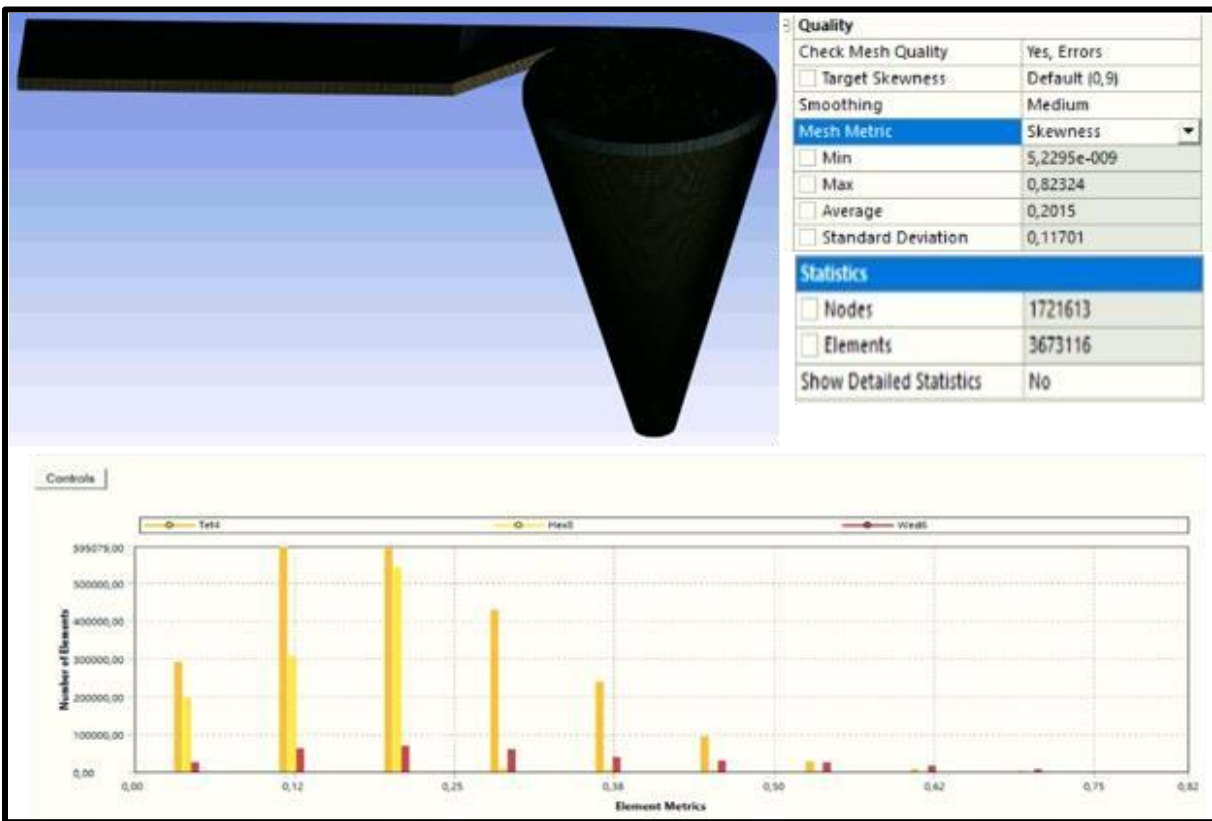 Quality
Check Mesh Quality Yes, Errors
Target Skewness Default (0,9)
Smoothing Medium
Mesh Metric Skewness
Min 5,2295e-009
Max 0,82324
Average 0,2015
Standard Deviation 0,11701
Statistics
Nodes 1721613
Elements 3673116
Show Detailed Statistics No
Controls
Tet4 Hex8 Wed6
595079,00
500000,00
400000,00
300000,00
200000,00
100000,00
0,00
Number of Elements
0,00 0,12 0,25 0,38 0,50 0,62 0,75 0,82
Element Metrics